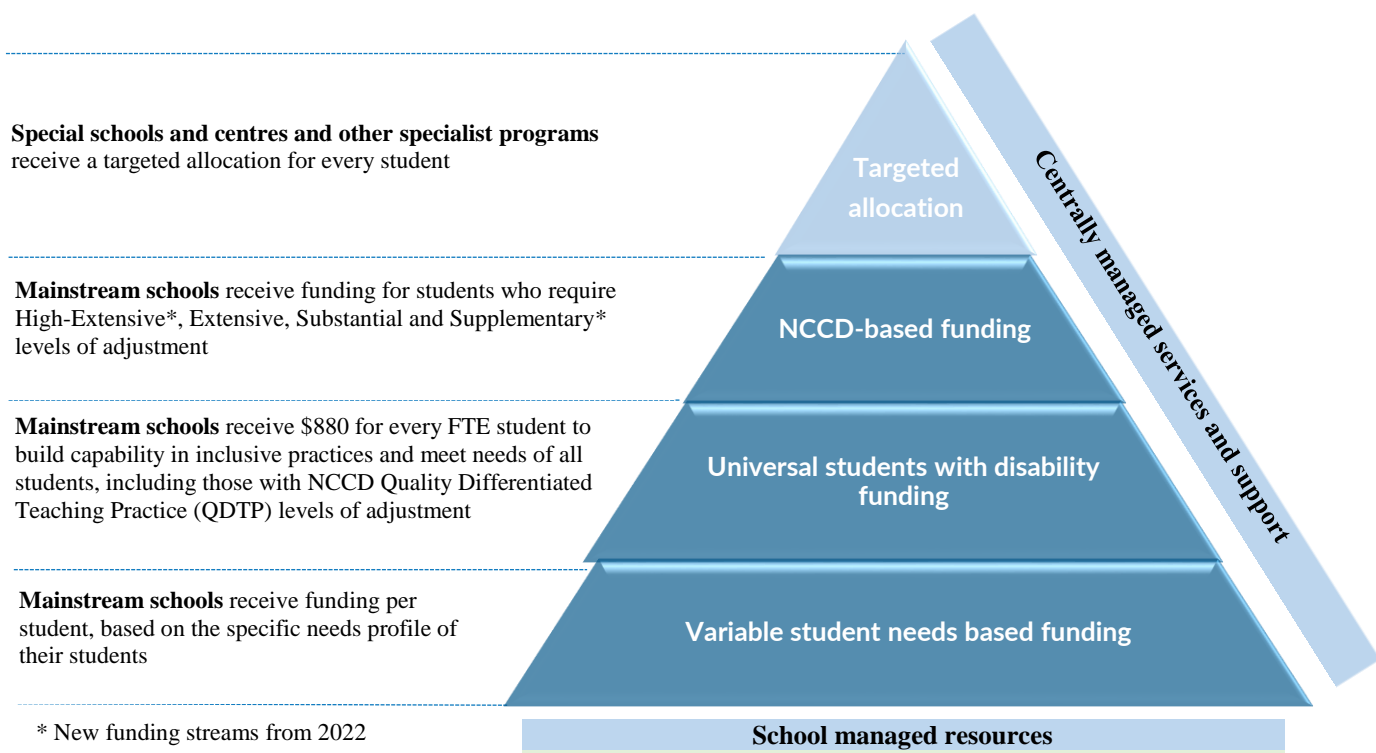 Special schools and centres and other specialist programs
receive a targeted allocation for every student
Targeted
allocation
Mainstream schools receive funding for students who require
High-Extensive*, Extensive, Substantial and Supplementary*
levels of adjustment
NCCD-based funding
Mainstream schools receive $880 for every FTE student to
build capability in inclusive practices and meet needs of all
students, including those with NCCD Quality Differentiated
Teaching Practice (QDTP) levels of adjustment
Universal students with disability
funding
Mainstream schools receive funding per
student, based on the specific needs profile of
their students
Variable student needs based funding
Centrally managed services and support
* New funding streams from 2022
School managed resources